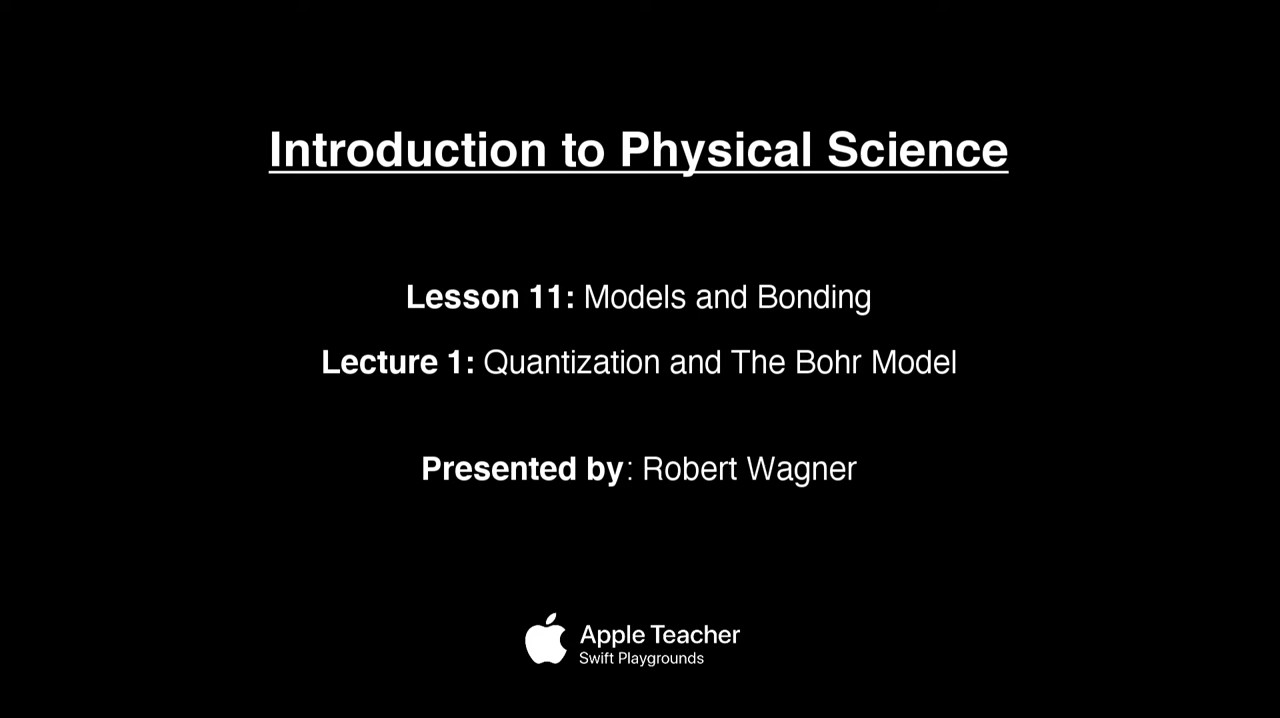 Introduction to Physical Science
Lesson 11: Models and Bonding
Lecture 1: Quantization and The Bohr Model
Presented by: Robert Wagner
Apple Teacher
Swift Playgrounds